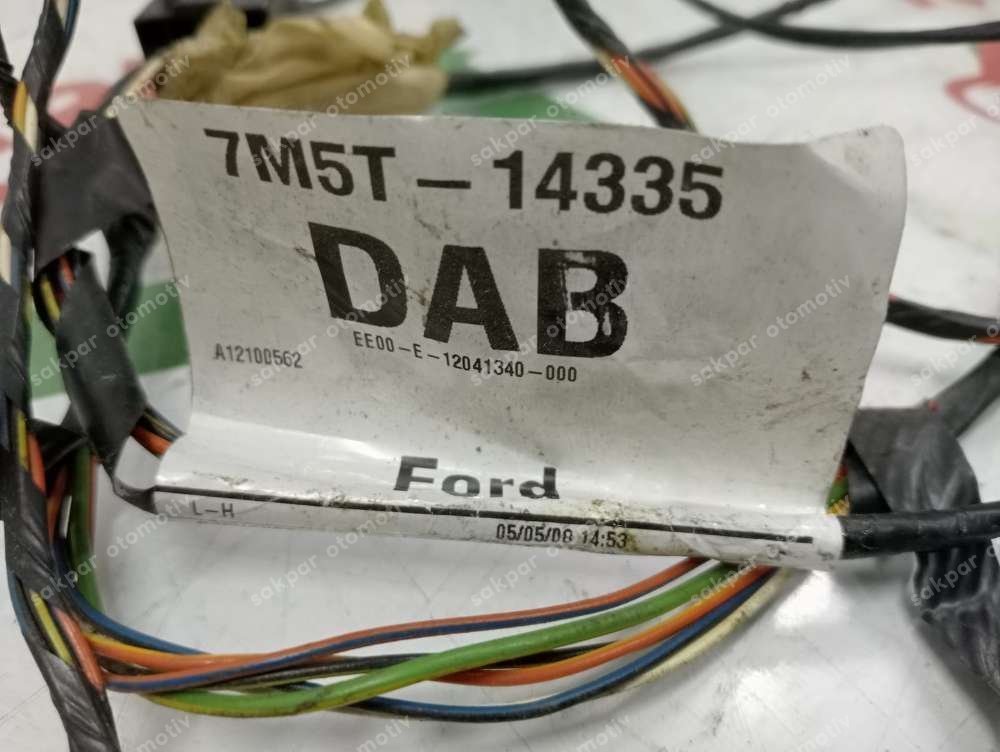 7M5T-14335
DAB
EE00-E-12041340-000
A12100562
Ford
L-H
05/05/08 14:53
sakpar otomotiv